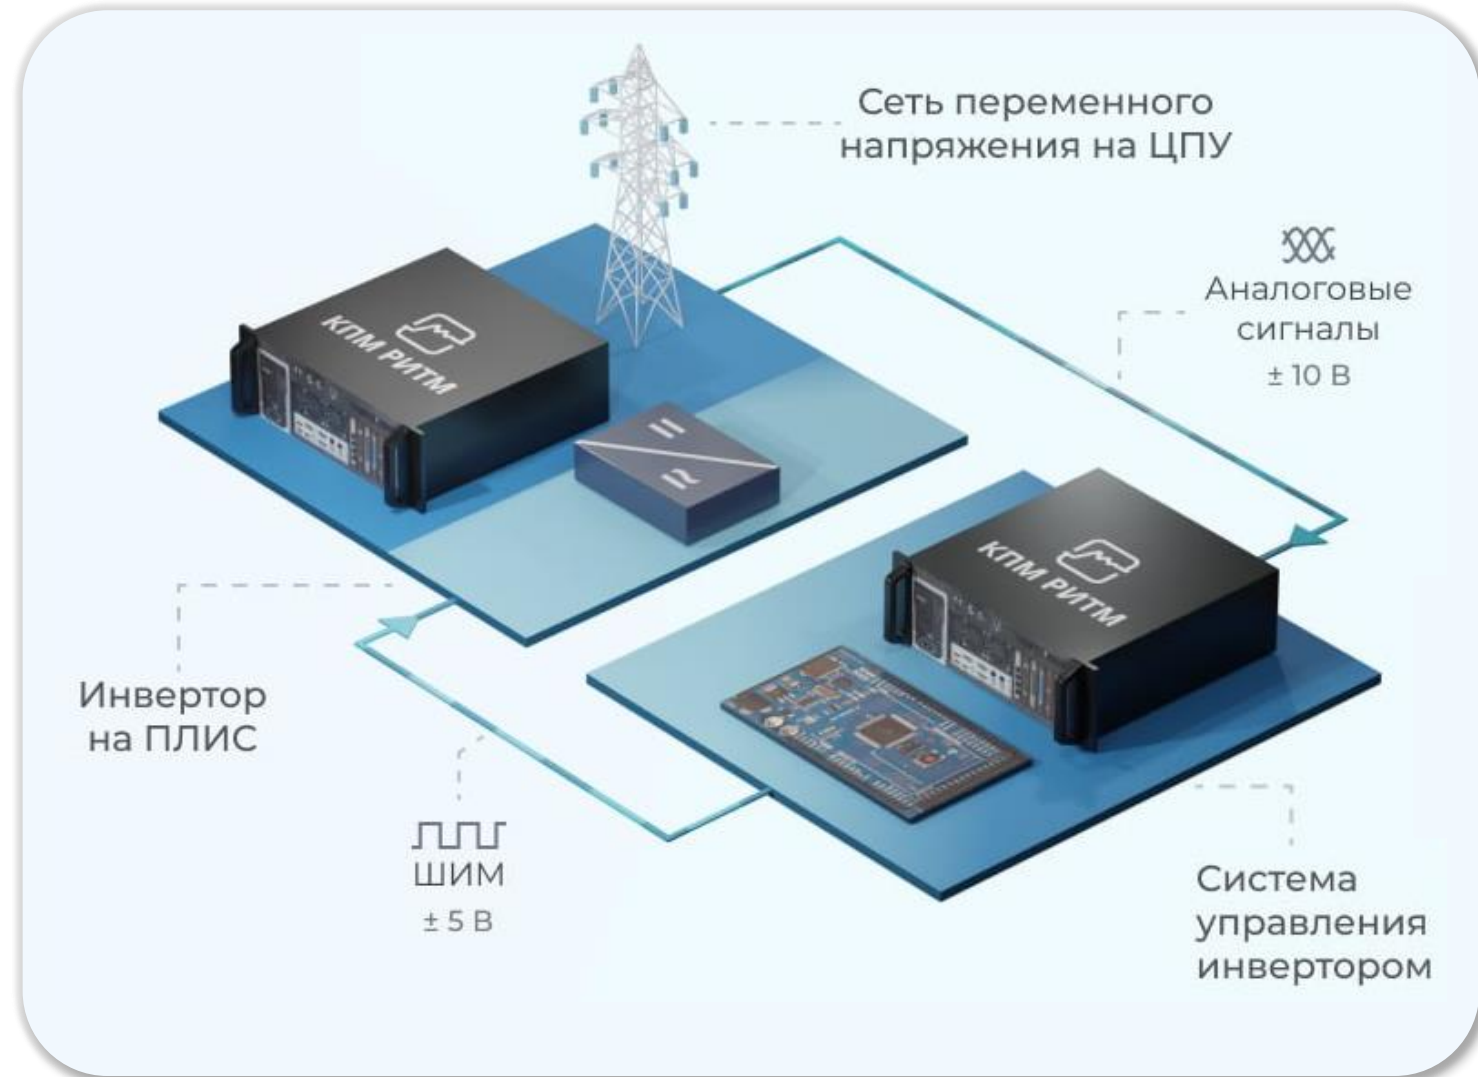 Сеть переменного
напряжения на ЦПУ
Аналоговые
сигналы
± 10 В
КПМ РИТМ
КПМ РИТМ
Инвертор
на ПЛИС
ШИМ
± 5 В
Система
управления
инвертором